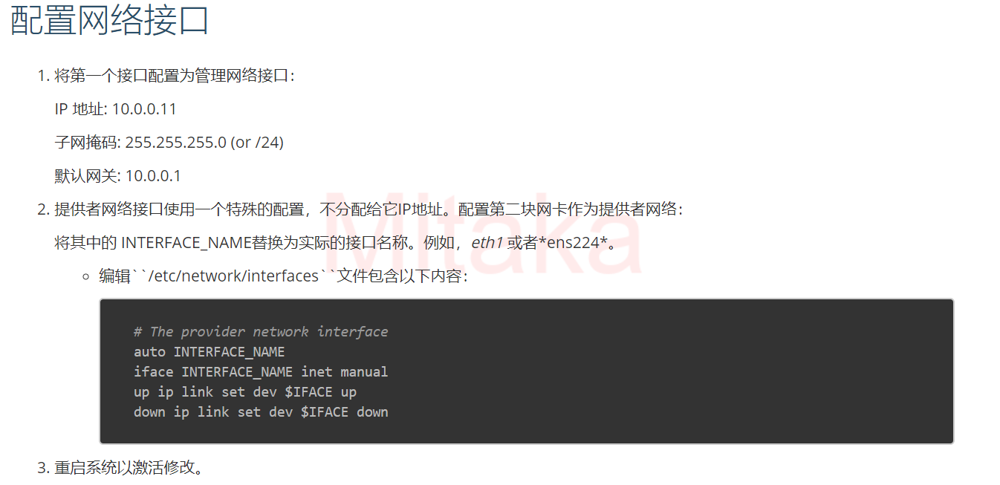 配置网络接口
1. 将第一个接口配置为管理网络接口：
IP 地址: 10.0.0.11
子网掩码: 255.255.255.0 (or /24)
默认网关: 10.0.0.1
2. 提供者网络接口使用一个特殊的配置，不分配给它IP地址。配置第二块网卡作为提供者网络：
Mitaka
将其中的 INTERFACE_NAME替换为实际的接口名称。例如，eth1 或者*ens224*。
编辑``/etc/network/interfaces``文件包含以下内容：
# The provider network interface
auto INTERFACE_NAME
iface INTERFACE_NAME inet manual
up ip link set dev $IFACE up
down ip link set dev $IFACE down
3. 重启系统以激活修改。